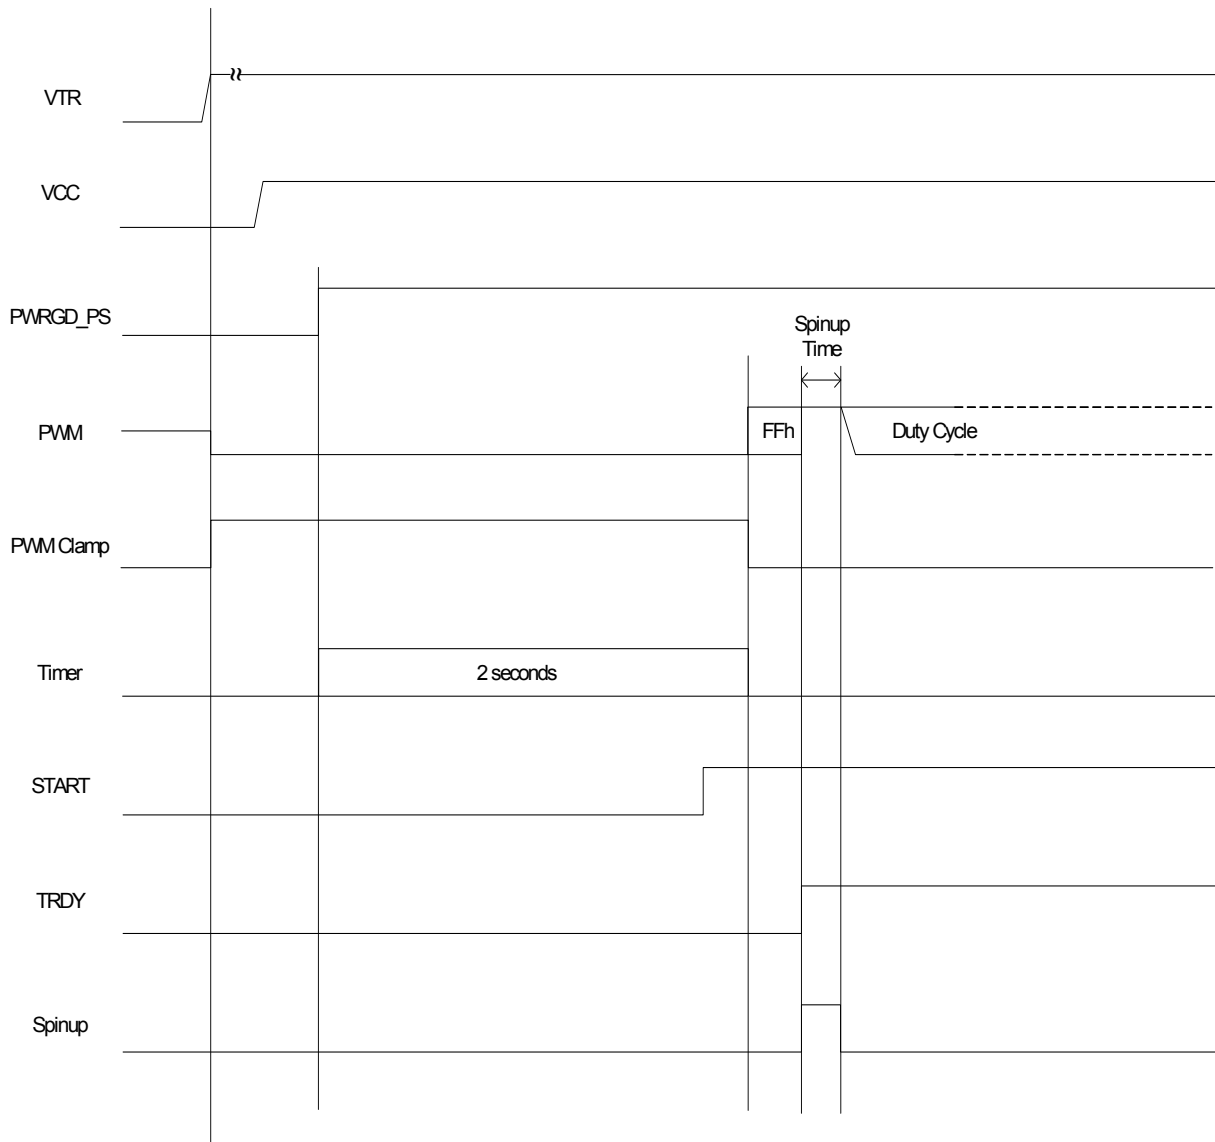 VTR
VCC
PWRGD_PS
Spinup
Time
PWM
FFh
Duty Cycle
PWM Clamp
Timer
2 seconds
START
TRDY
Spinup